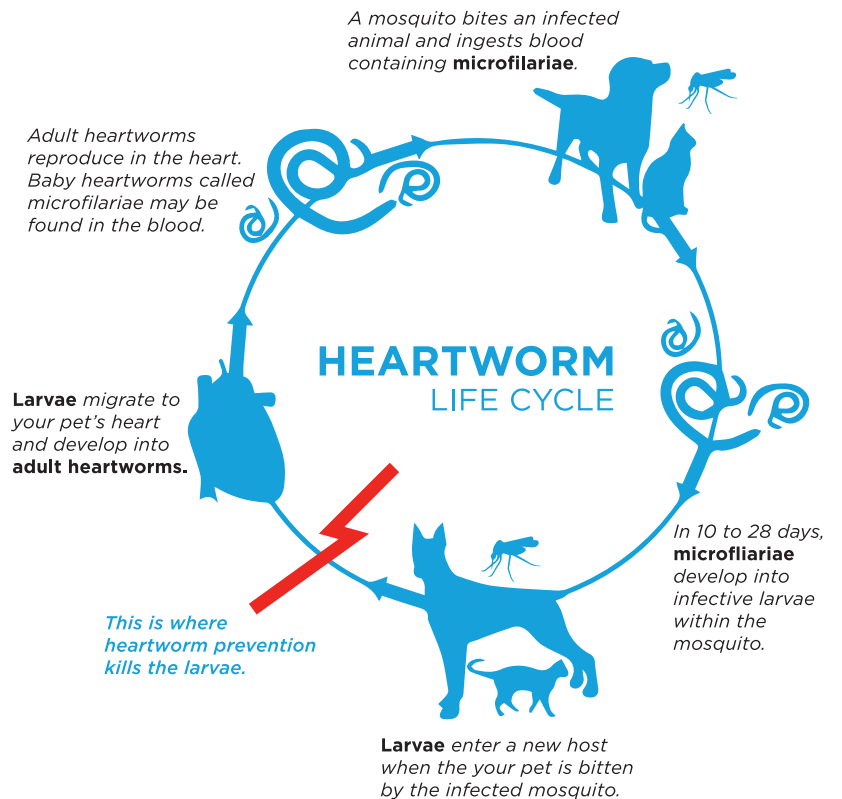 A mosquito bites an infected
animal and ingests blood
containing microfilariae.
Adult heartworms
reproduce in the heart.
Baby heartworms called
microfilariae may be
found in the blood.
HEARTWORM
LIFE CYCLE
Larvae migrate to
your pet's heart
and develop into
adult heartworms.
In 10 to 28 days,
microfliariae
develop into
infective larvae
within the
mosquito.
This is where
heartworm prevention
kills the larvae.
Larvae enter a new host
when the your pet is bitten
by the infected mosquito.